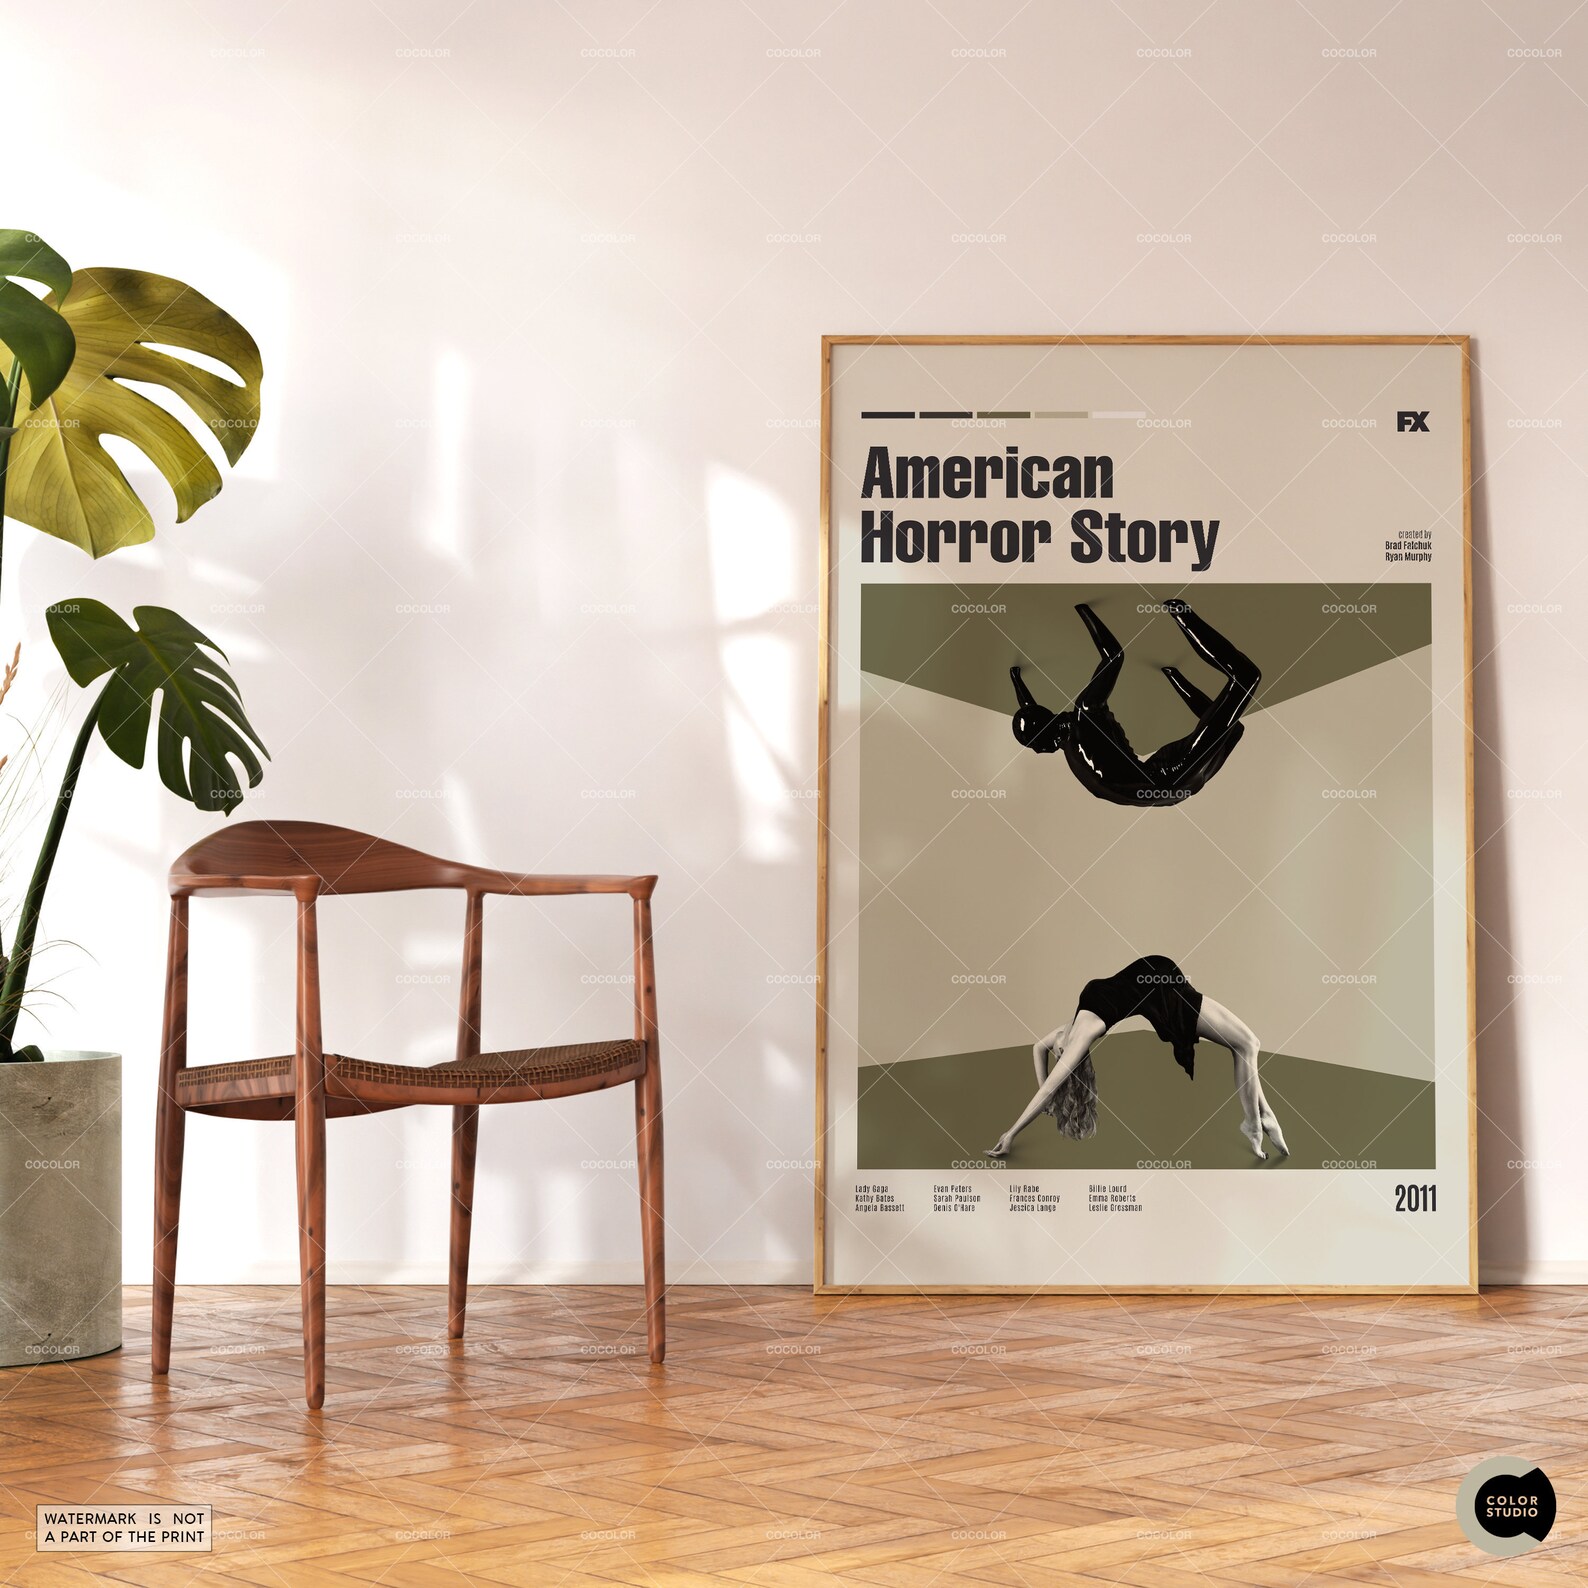 COCOLOR
FX
American
Horror Story
created by
Brad Falchuk
Ryan Murphy
Lady Gaga
Kathy Bates
Angela Bassett
Evan Peters
Sarah Paulson
Denis O'Hare
Lily Rabe
Frances Conroy
Jessica Lange
Billie Lourd
Emma Roberts
Leslie Grossman
2011
WATERMARK IS NOT
A PART OF THE PRINT
COLOR
STUDIO